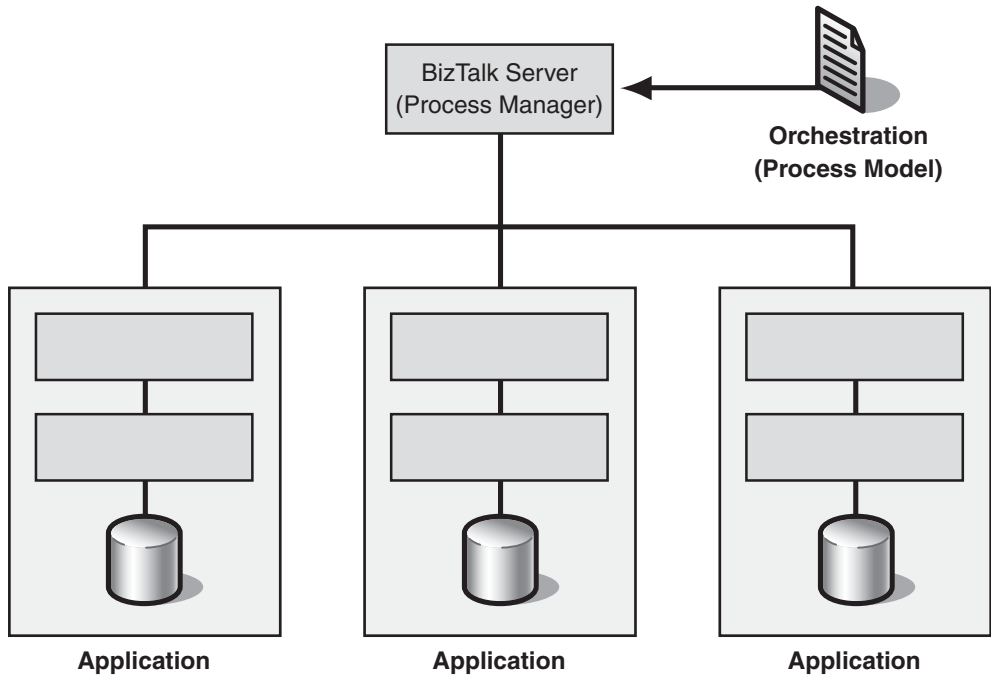 BizTalk Server
(Process Manager)
Orchestration
(Process Model)
Application
Application
Application